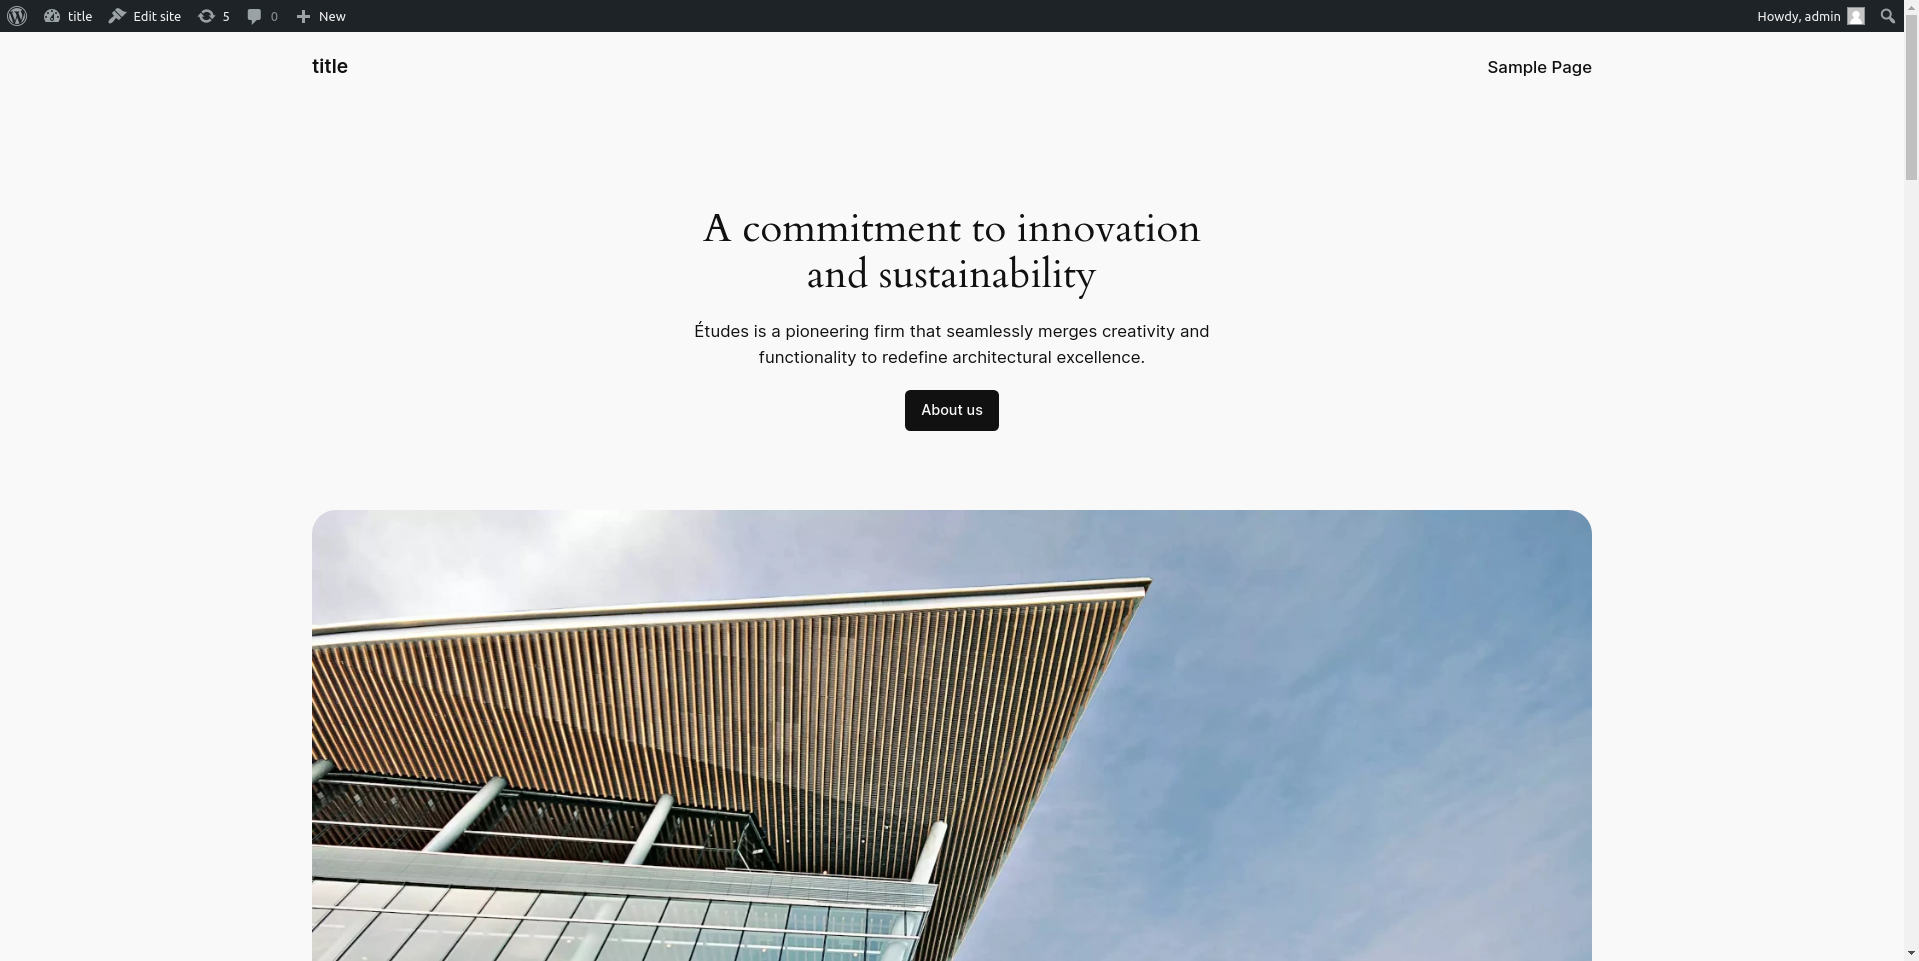 title Edit site 5 0 New Howdy, admin
title Sample Page
A commitment to innovation
and sustainability
Études is a pioneering firm that seamlessly merges creativity and
functionality to redefine architectural excellence.
About us